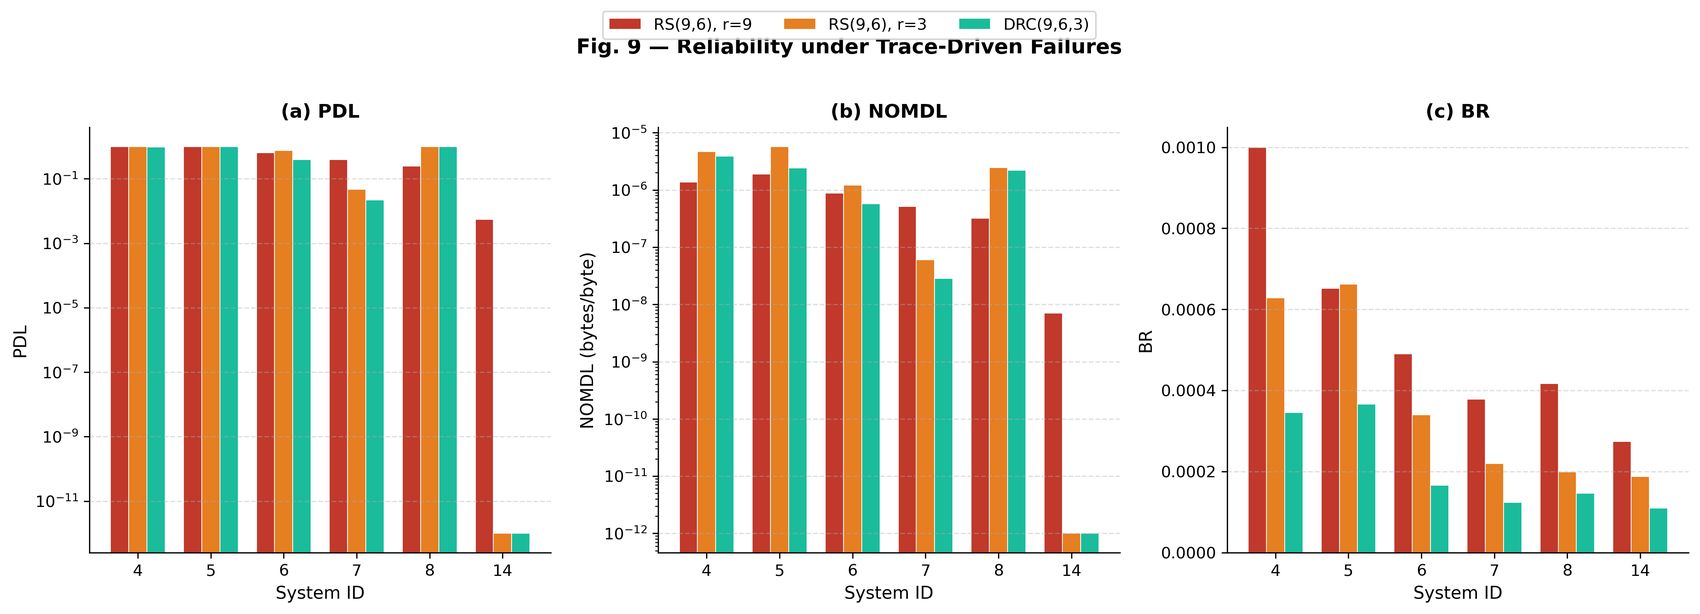 RS(9,6), r=9 RS(9,6), r=3 DRC(9,6,3)
Fig. 9 — Reliability under Trace-Driven Failures
(a) PDL
PDL
10⁻¹
10⁻³
10⁻⁵
10⁻⁷
10⁻⁹
10⁻¹¹
4 5 6 7 8 14
System ID
(b) NOMDL
NOMDL (bytes/byte)
10⁻⁵
10⁻⁶
10⁻⁷
10⁻⁸
10⁻⁹
10⁻¹⁰
10⁻¹¹
10⁻¹²
4 5 6 7 8 14
System ID
(c) BR
BR
0.0010
0.0008
0.0006
0.0004
0.0002
0.0000
4 5 6 7 8 14
System ID